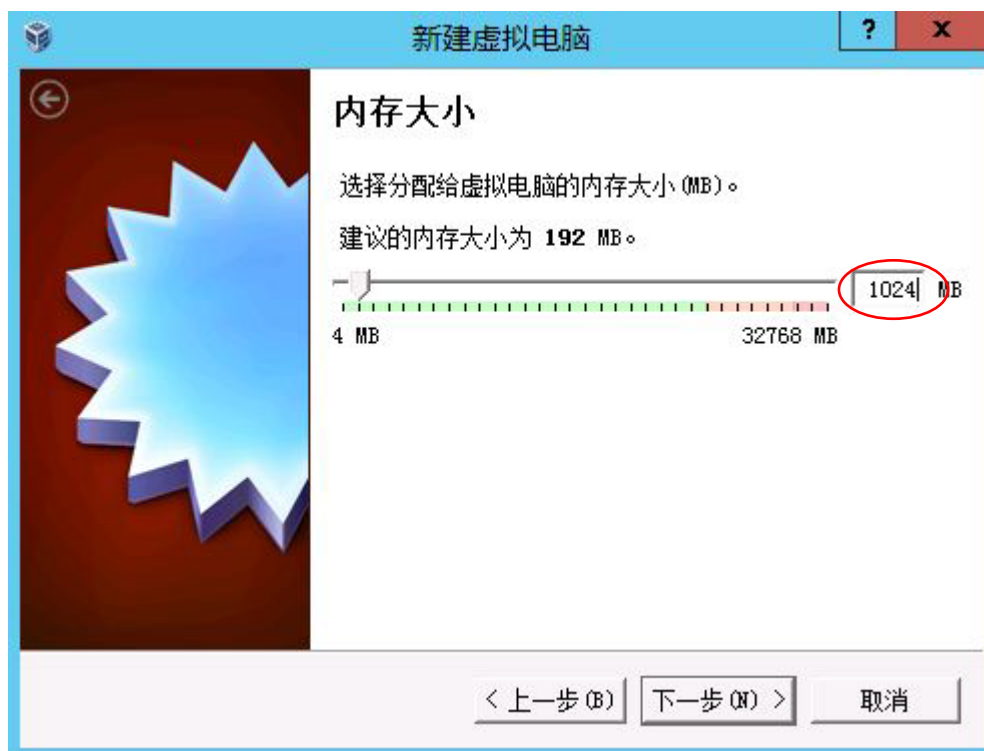 新建虚拟电脑
? x
内存大小
选择分配给虚拟电脑的内存大小(MB)。
建议的内存大小为 192 MB。
1024 MB
4 MB 32768 MB
< 上一步(B) 下一步(N) > 取消